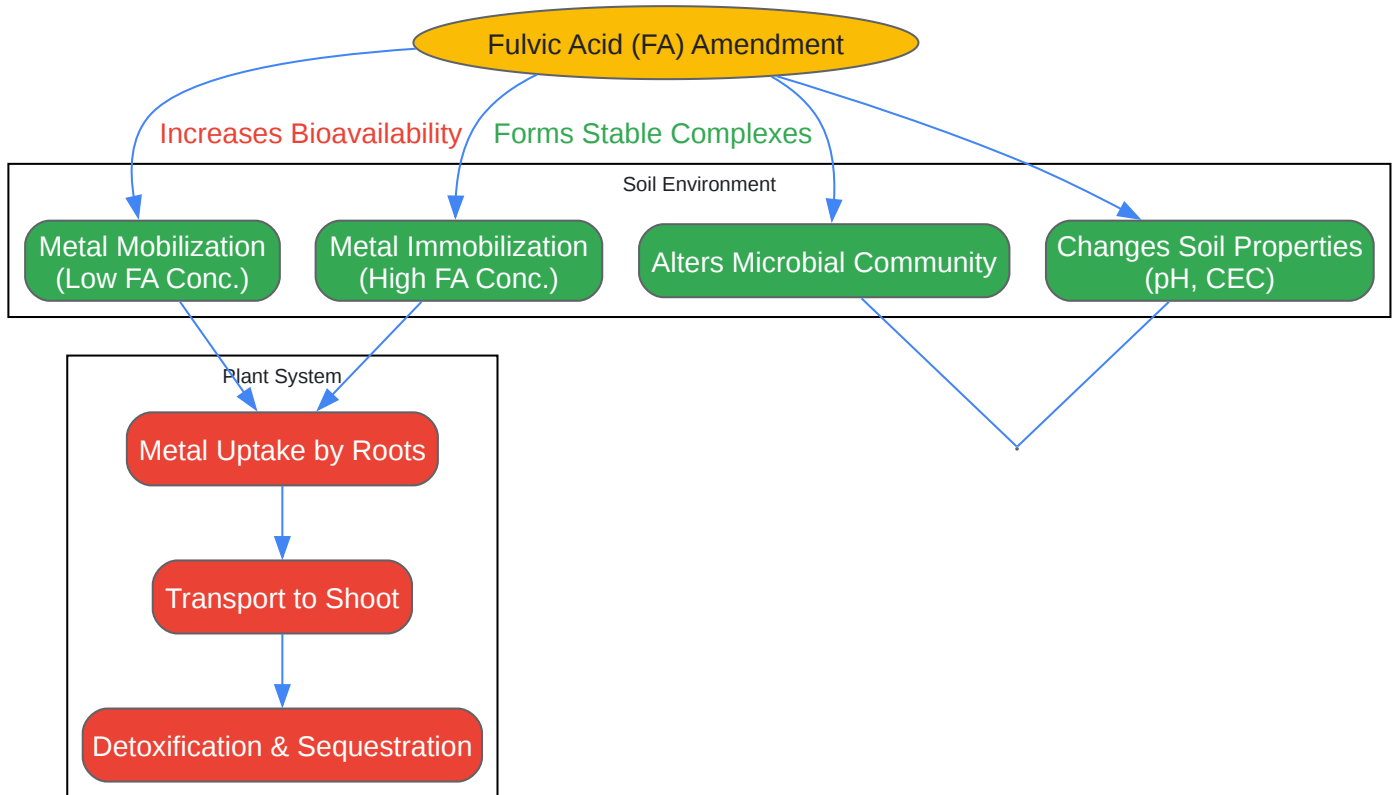 Fulvic Acid (FA) Amendment
Increases Bioavailability
Forms Stable Complexes
Soil Environment
Metal Mobilization
(Low FA Conc.)
Metal Immobilization
(High FA Conc.)
Alters Microbial Community
Changes Soil Properties
(pH, CEC)
Plant System
Metal Uptake by Roots
Transport to Shoot
Detoxification & Sequestration